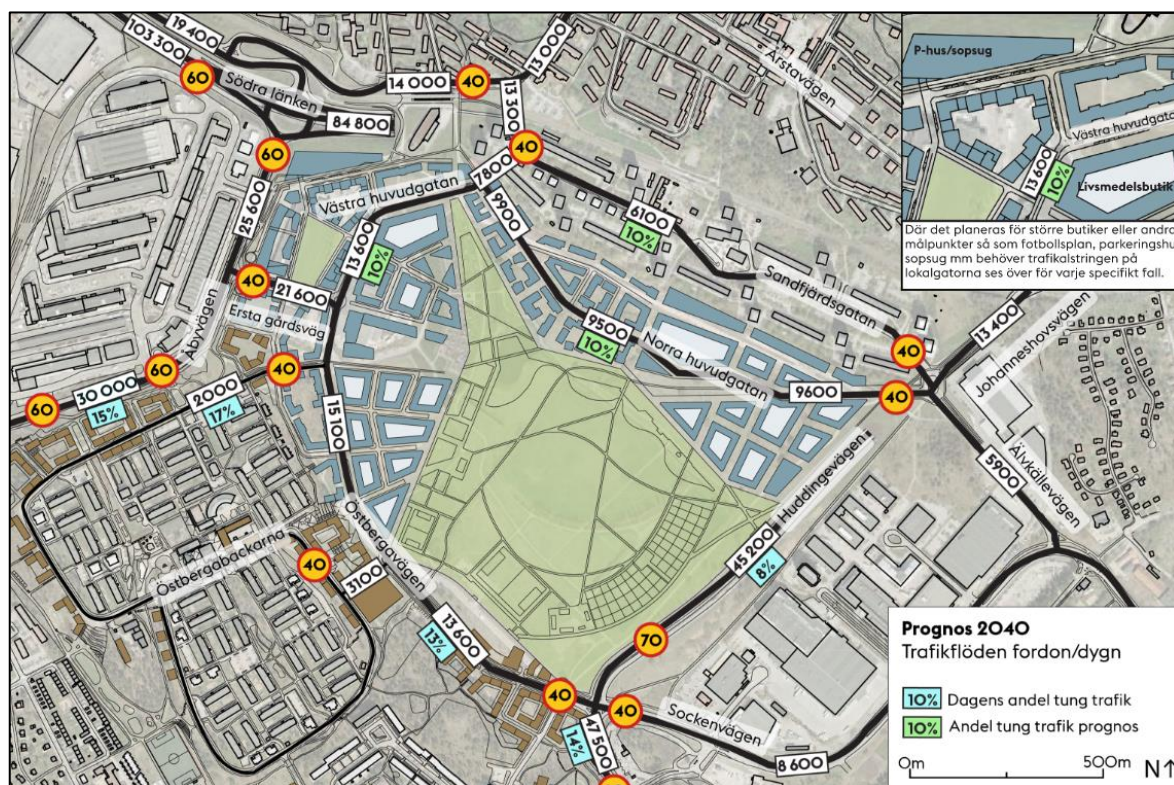 19 400
103 300
60
Södra länken
14 000
40
13 000
84 800
13 300
40
Årstavägen
60
Västra huvudgatan
7800
25 600
9900
6100
10%
13 600
10%
40
21 600
Ersta gårdsväg
Sandfjärdsgatan
Åbyvägen
9500
10%
Norra huvudgatan
40
13 400
Johanneshovsvägen
60
40
30 000
15%
60
2000
17%
9600
40
15 100
Huddingevägen
5900
Älvkällevägen
Östbergabackarna
40
3100
Östbergavägen
45 200
8%
13 600
13%
70
40
40
Sockenvägen
47 500
14%
8 600
P-hus/sopsug
Västra huvudgatan
13 600
10%
Livsmedelsbutik
Där det planeras för större butiker eller andra
målpunkter så som fotbollsplan, parkeringshu
sopsug mm behöver trafikalstringen på
lokalgatorna ses över för varje specifikt fall.
Prognos 2040
Trafikflöden fordon/dygn
10% Dagens andel tung trafik
10% Andel tung trafik prognos
0m 500m N↑